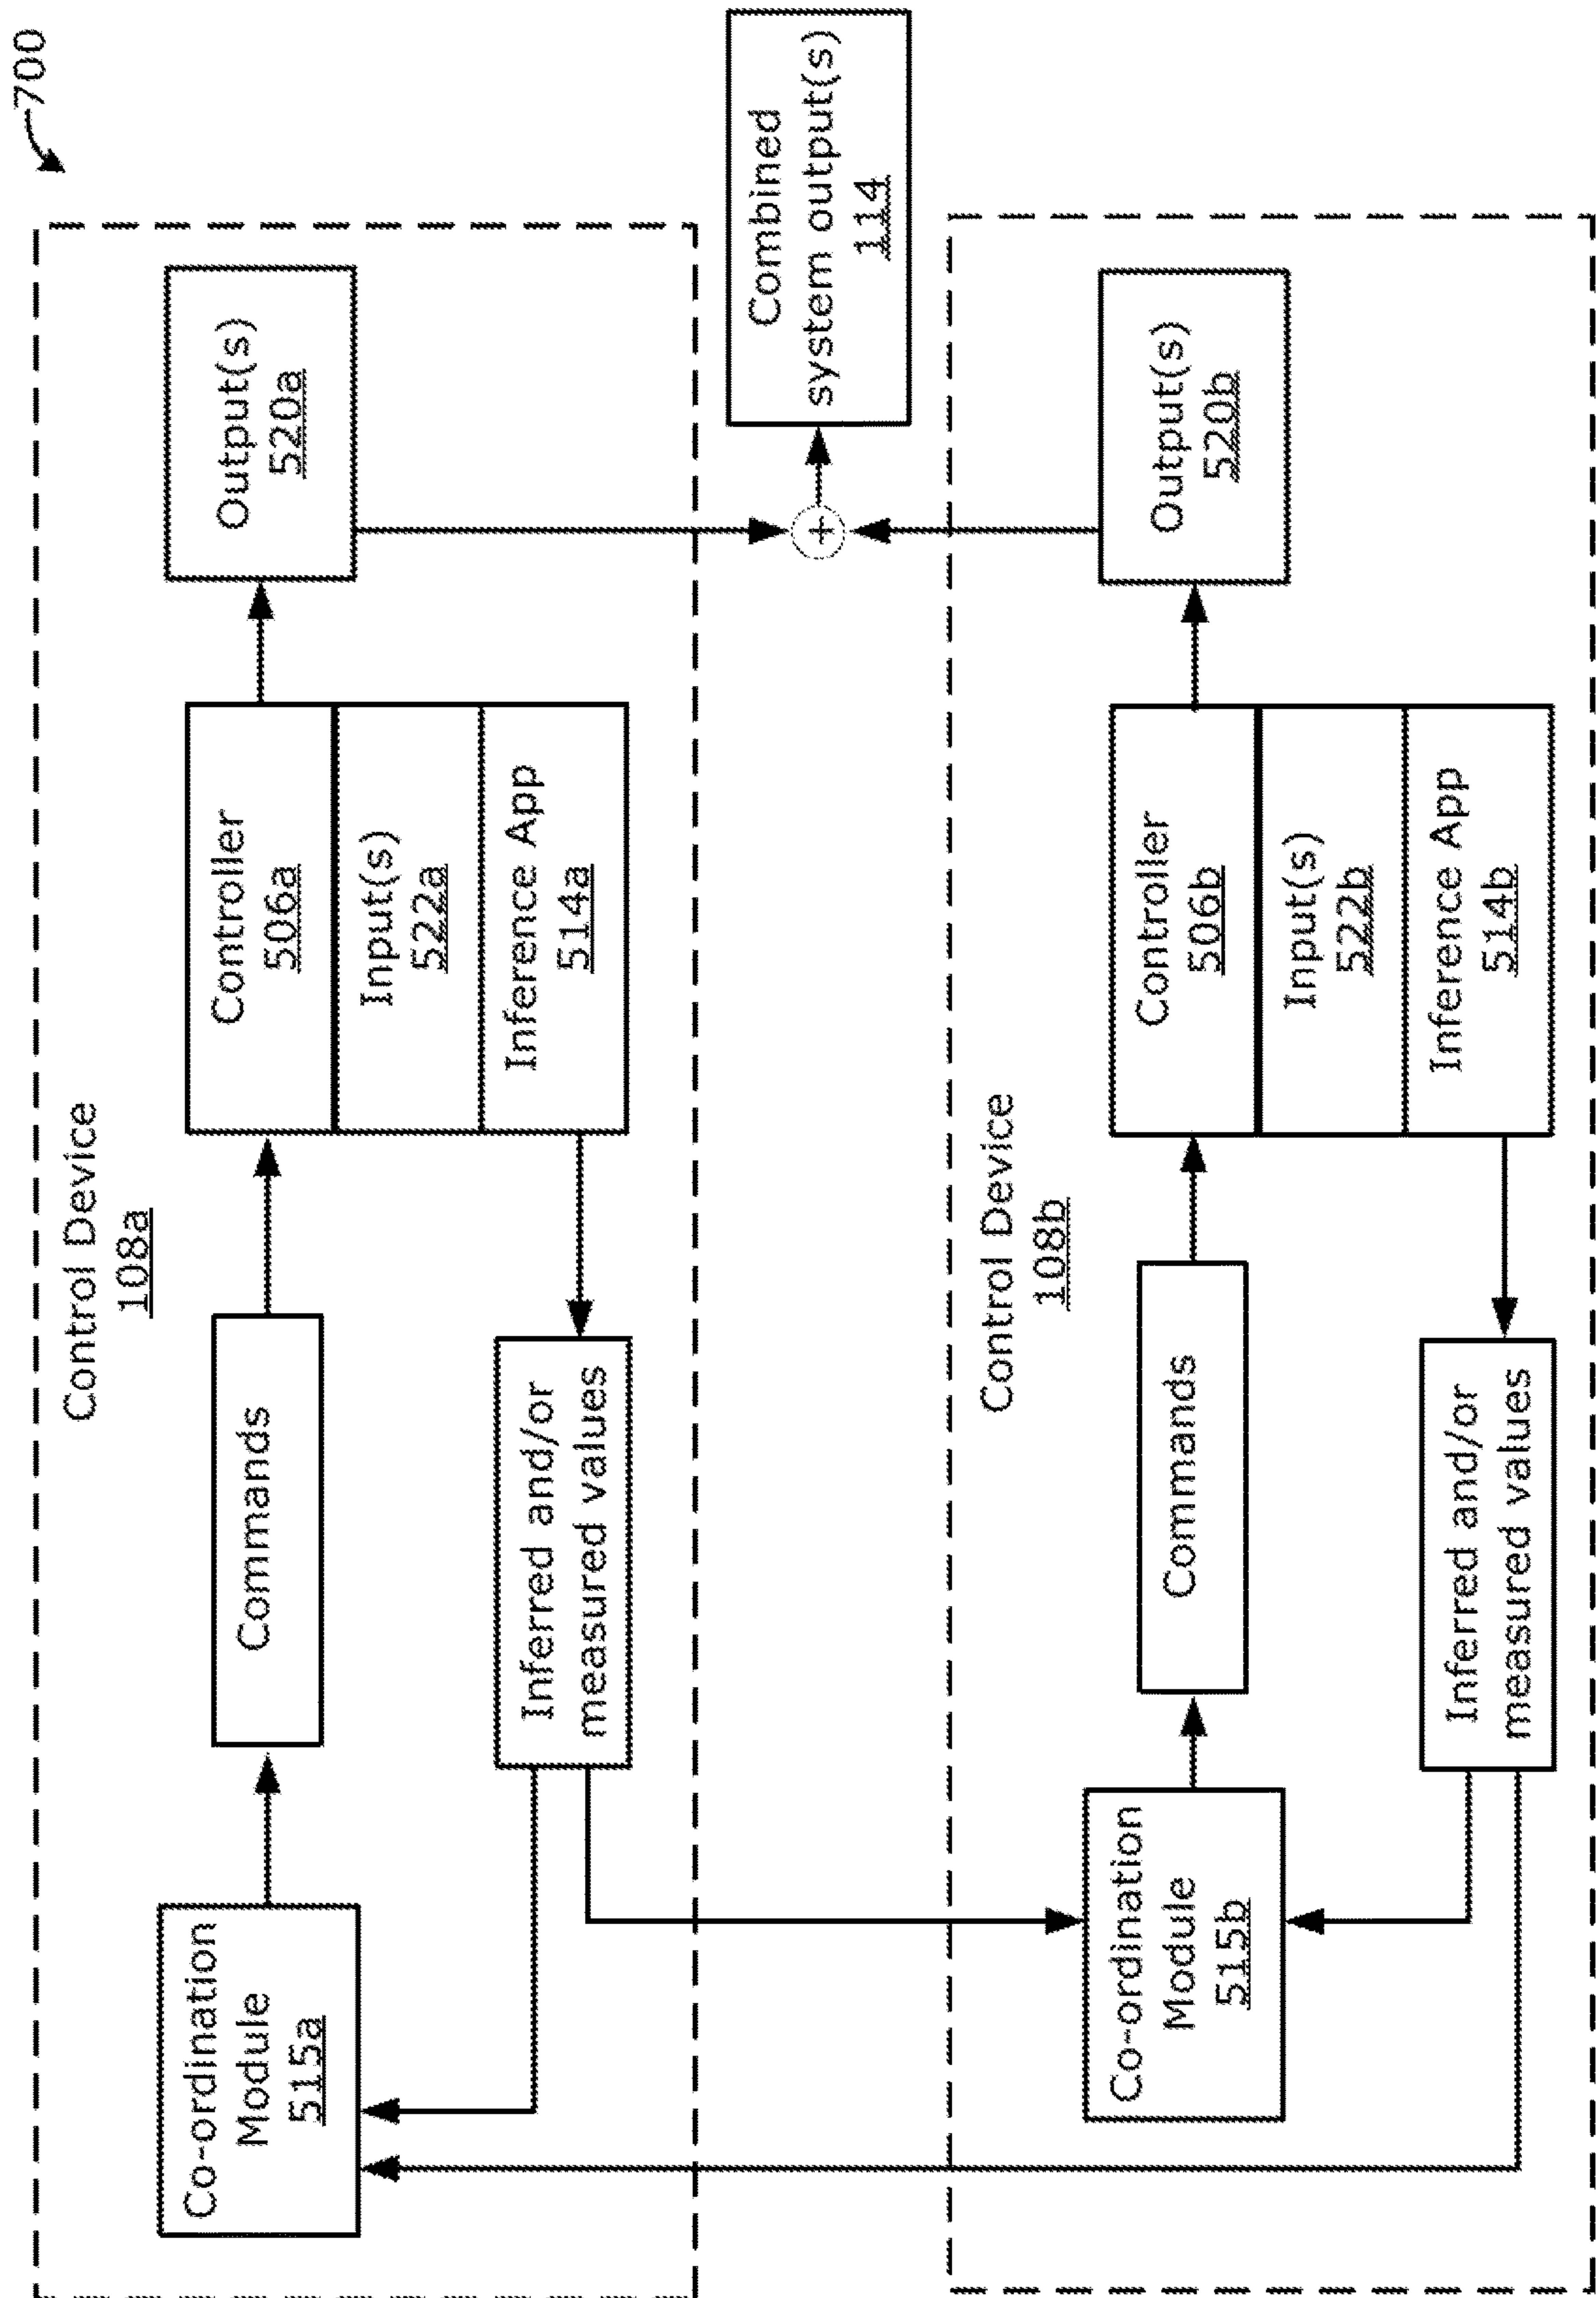 700
Control Device
108a
Co-ordination
Module
515a
Commands
Controller
506a
Input(s)
522a
Inference App
514a
Output(s)
520a
Inferred and/or
measured values
+
Combined
system output(s)
114
Control Device
108b
Co-ordination
Module
515b
Commands
Controller
506b
Input(s)
522b
Inference App
514b
Output(s)
520b
Inferred and/or
measured values